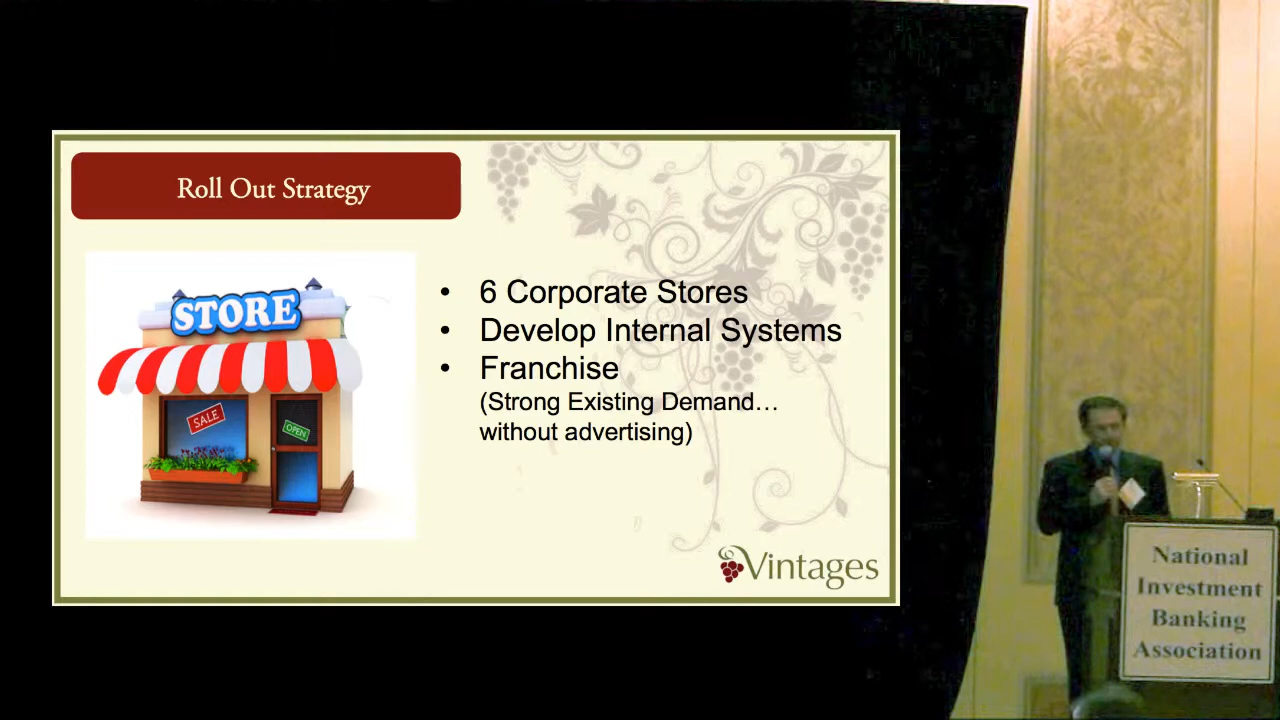 Roll Out Strategy
STORE
SALE
OPEN
• 6 Corporate Stores
• Develop Internal Systems
• Franchise
(Strong Existing Demand…
without advertising)
Vintages
National
Investment
Banking
Association